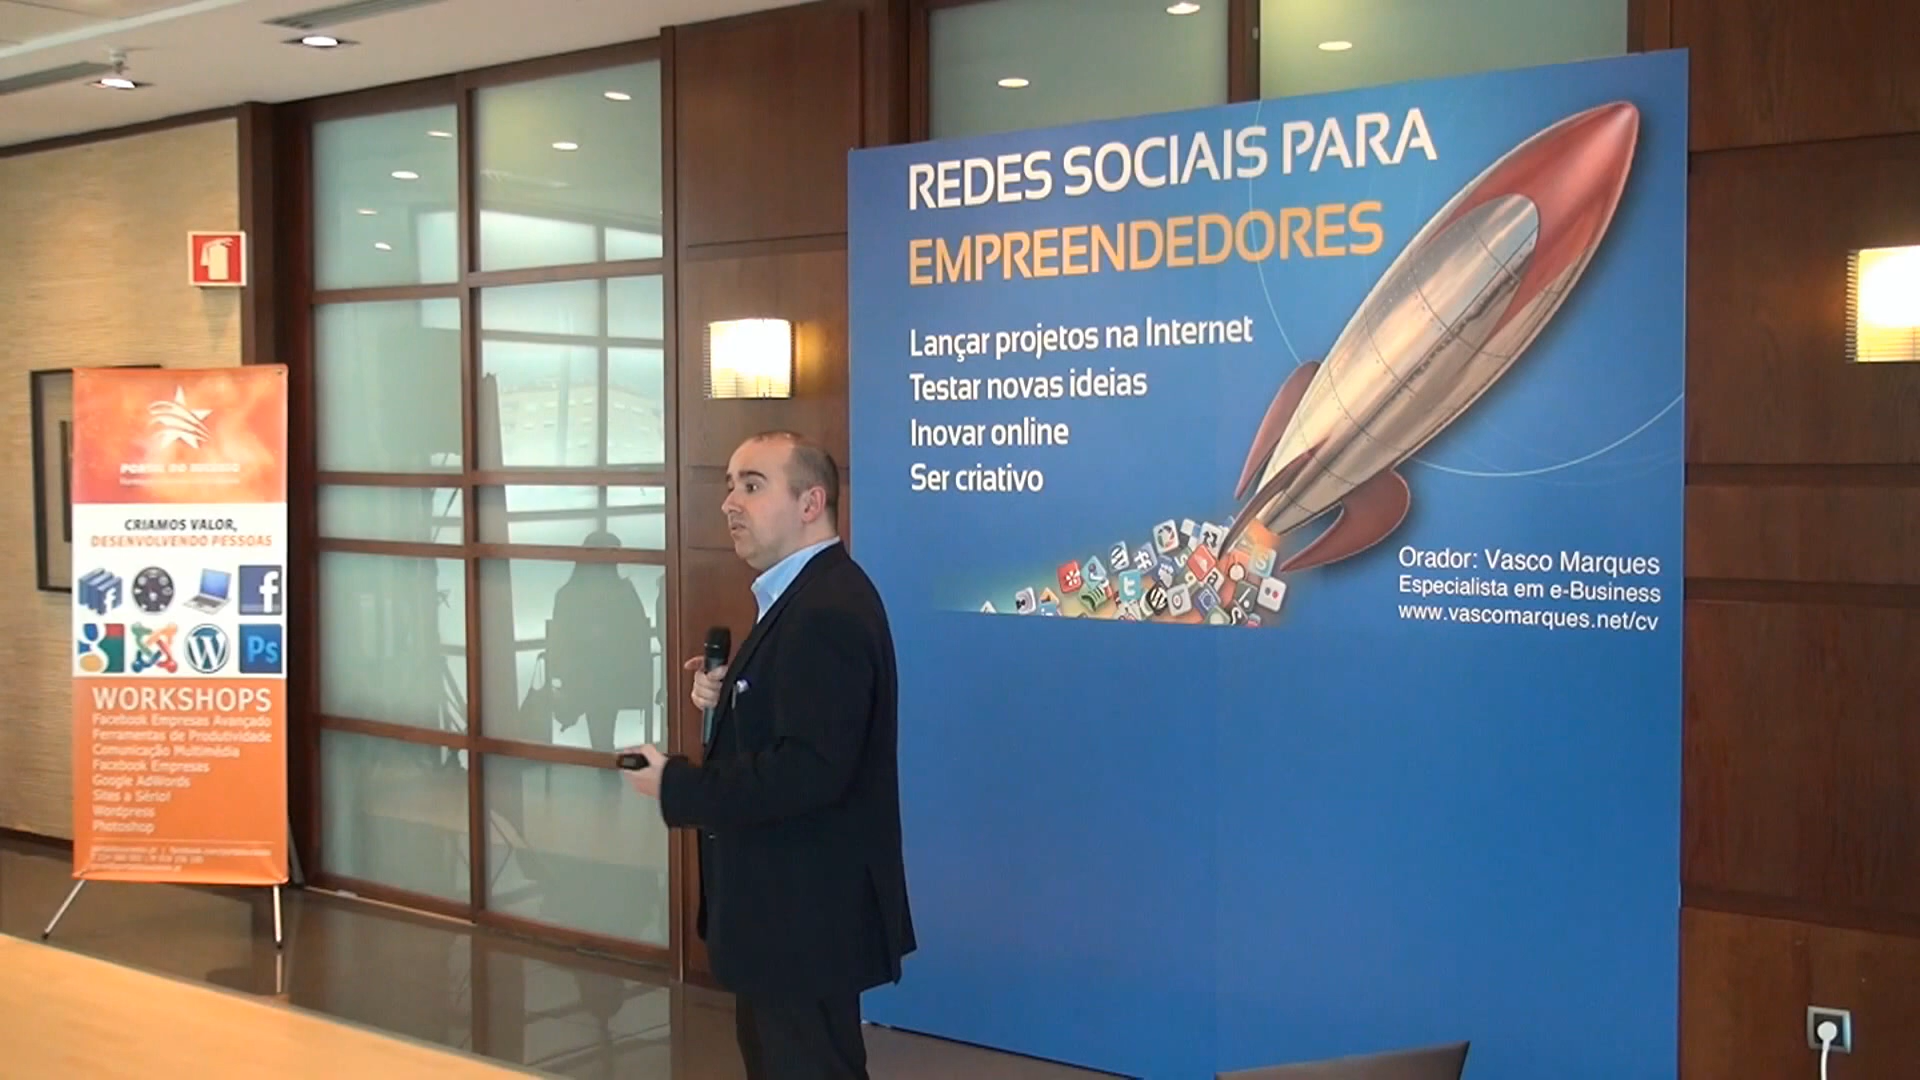 REDES SOCIAIS PARA
EMPREENDEDORES
Lançar projetos na Internet
Testar novas ideias
Inovar online
Ser criativo
Orador: Vasco Marques
Especialista em e-Business
www.vascomarques.net/cv
CRIAMOS VALOR,
DESENVOLVENDO PESSOAS
Ps
WORKSHOPS
Facebook Empresas Avançado
Ferramentas de Produtividade
Comunicação Multimédia
Facebook Empresas
Google AdWords
Sites a Sério!
Wordpress
Photoshop